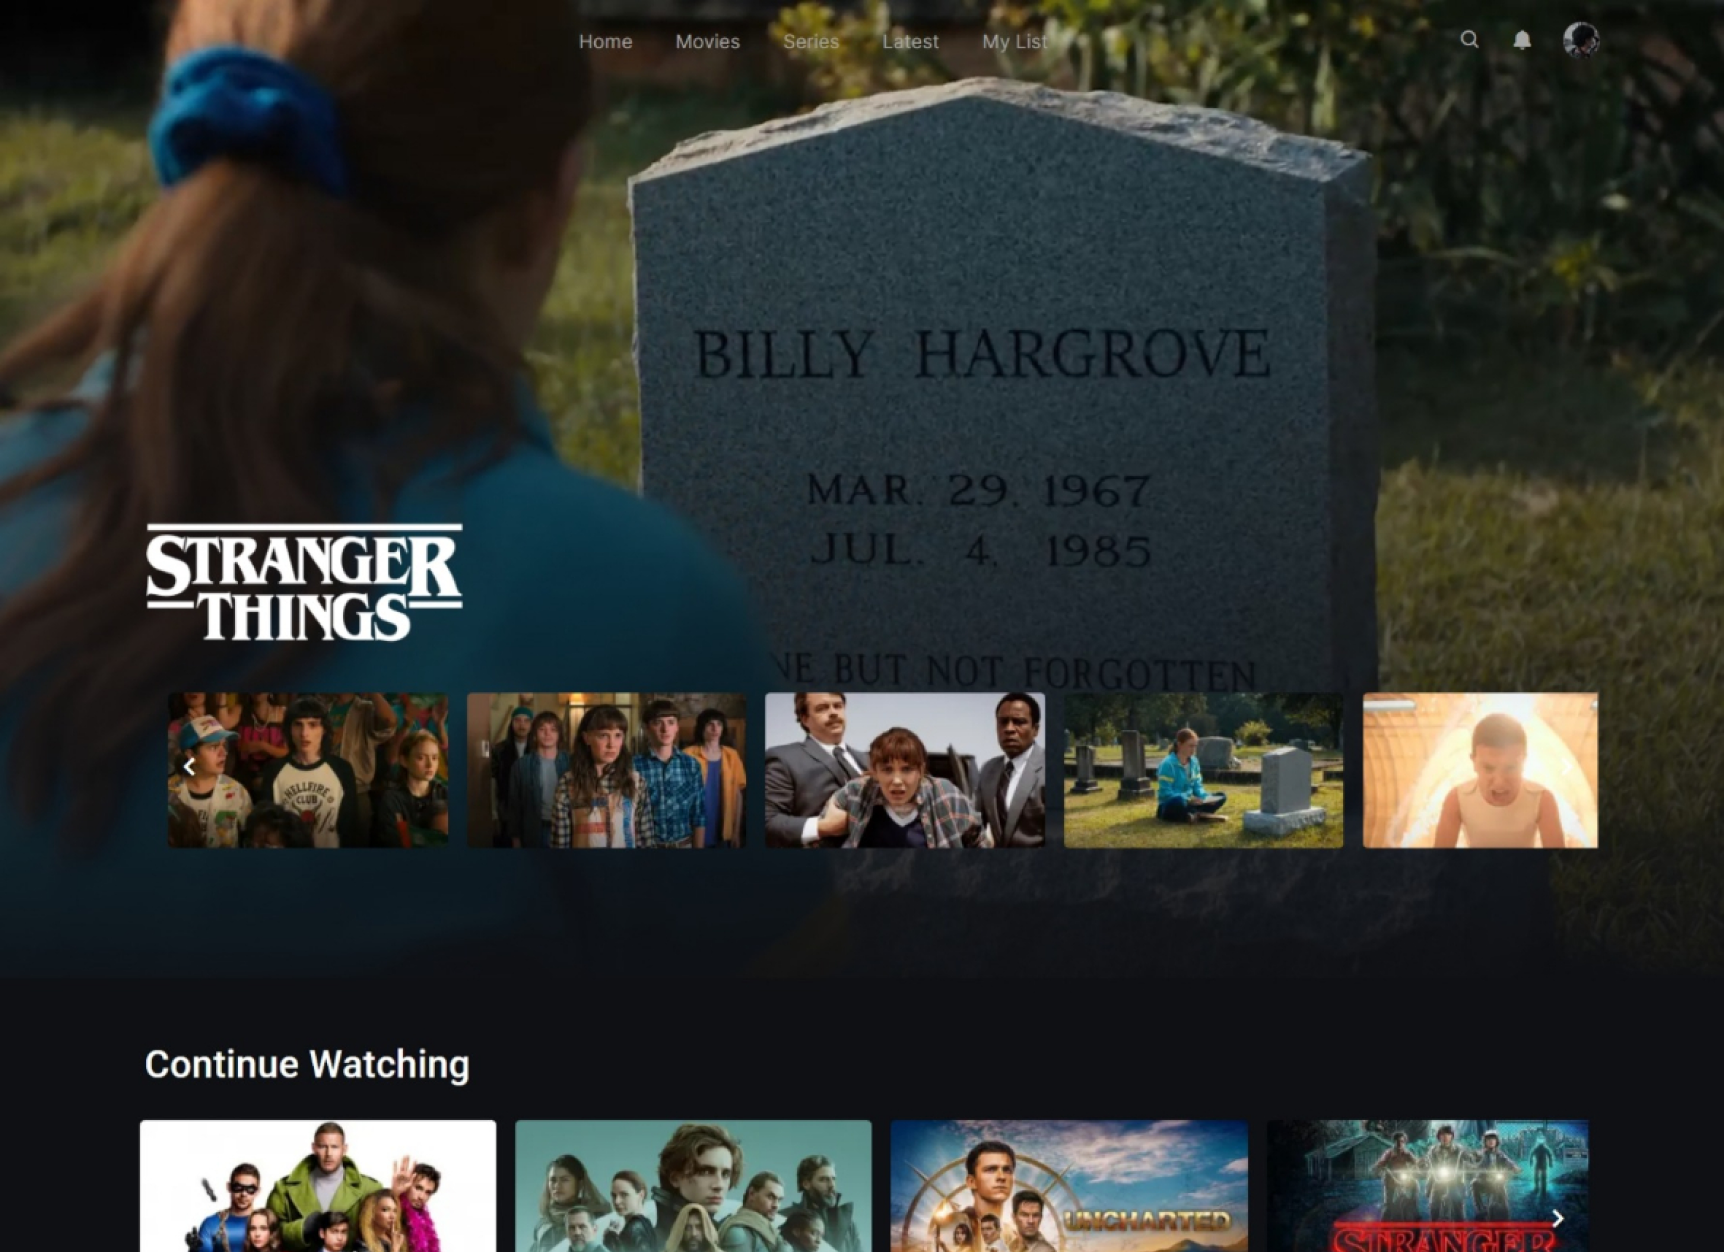 Home Movies Series Latest My List
BILLY HARGROVE
MAR. 29. 1967
JUL. 4. 1985
NE BUT NOT FORGOTTEN
STRANGER
THINGS
HELLFIRE
CLUB
Continue Watching
UNCHARTED
STRANGER